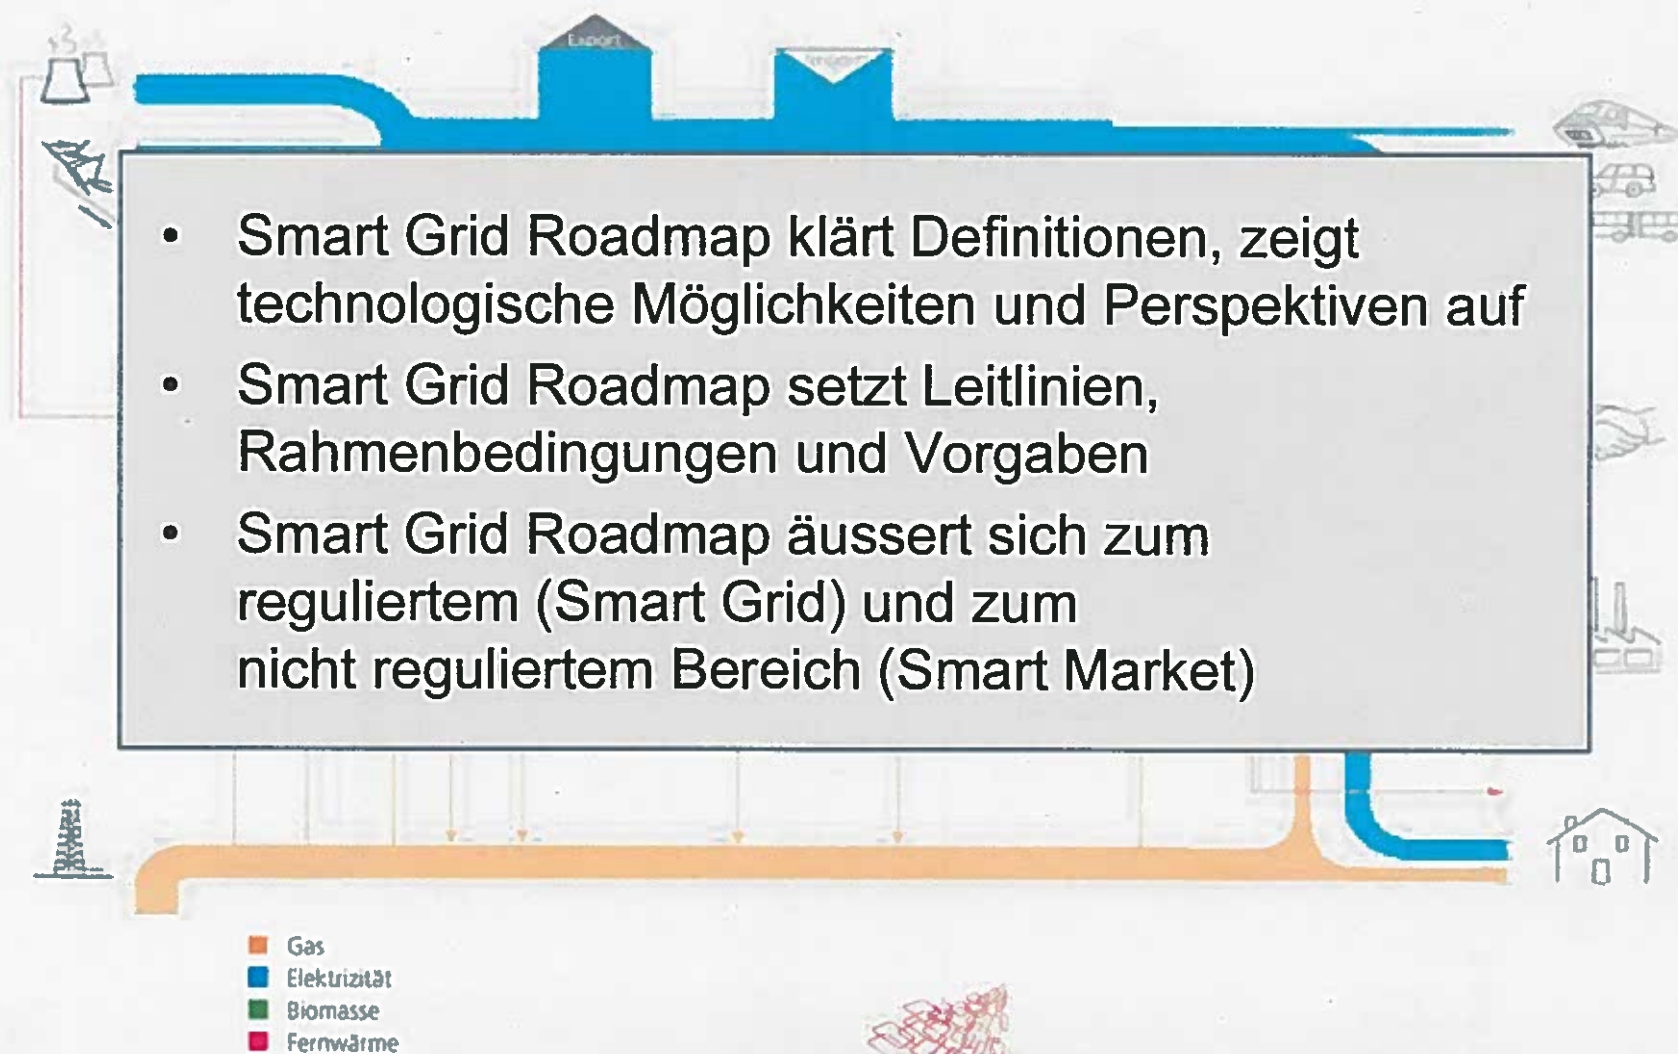 Export
• Smart Grid Roadmap klärt Definitionen, zeigt
technologische Möglichkeiten und Perspektiven auf
• Smart Grid Roadmap setzt Leitlinien,
Rahmenbedingungen und Vorgaben
• Smart Grid Roadmap äussert sich zum
reguliertem (Smart Grid) und zum
nicht reguliertem Bereich (Smart Market)
Gas
Elektrizität
Biomasse
Fernwärme